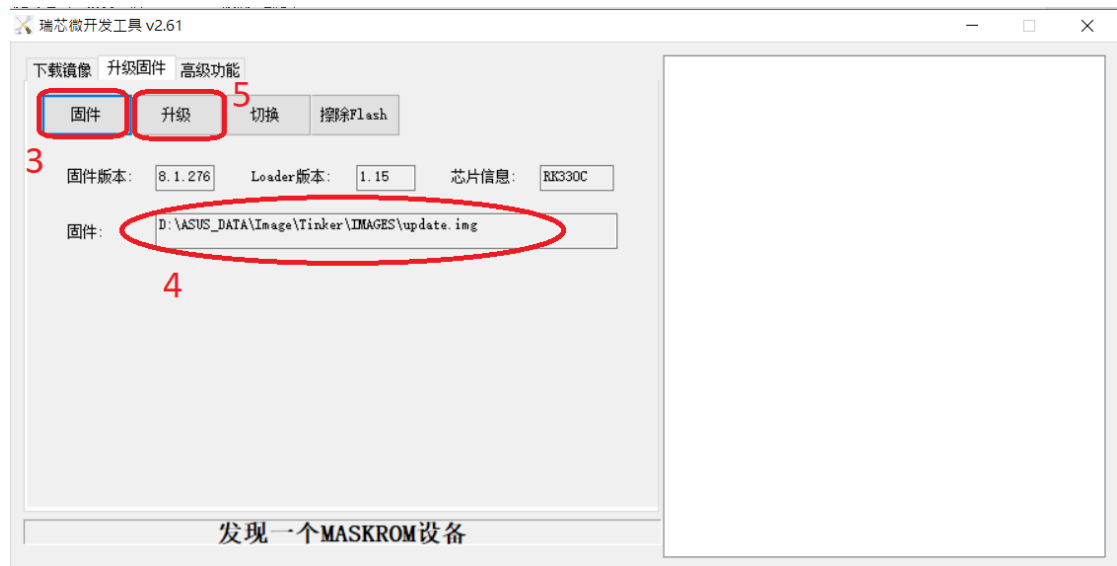 瑞芯微开发工具 v2.61
下载镜像 升级固件 高级功能
5
固件 升级 切换 擦除Flash
3
固件版本: 8.1.276 Loader版本: 1.15 芯片信息: RK330C
固件: D:\ASUS_DATA\Image\Tinker\IMAGES\update.img
4
发现一个MASKROM设备